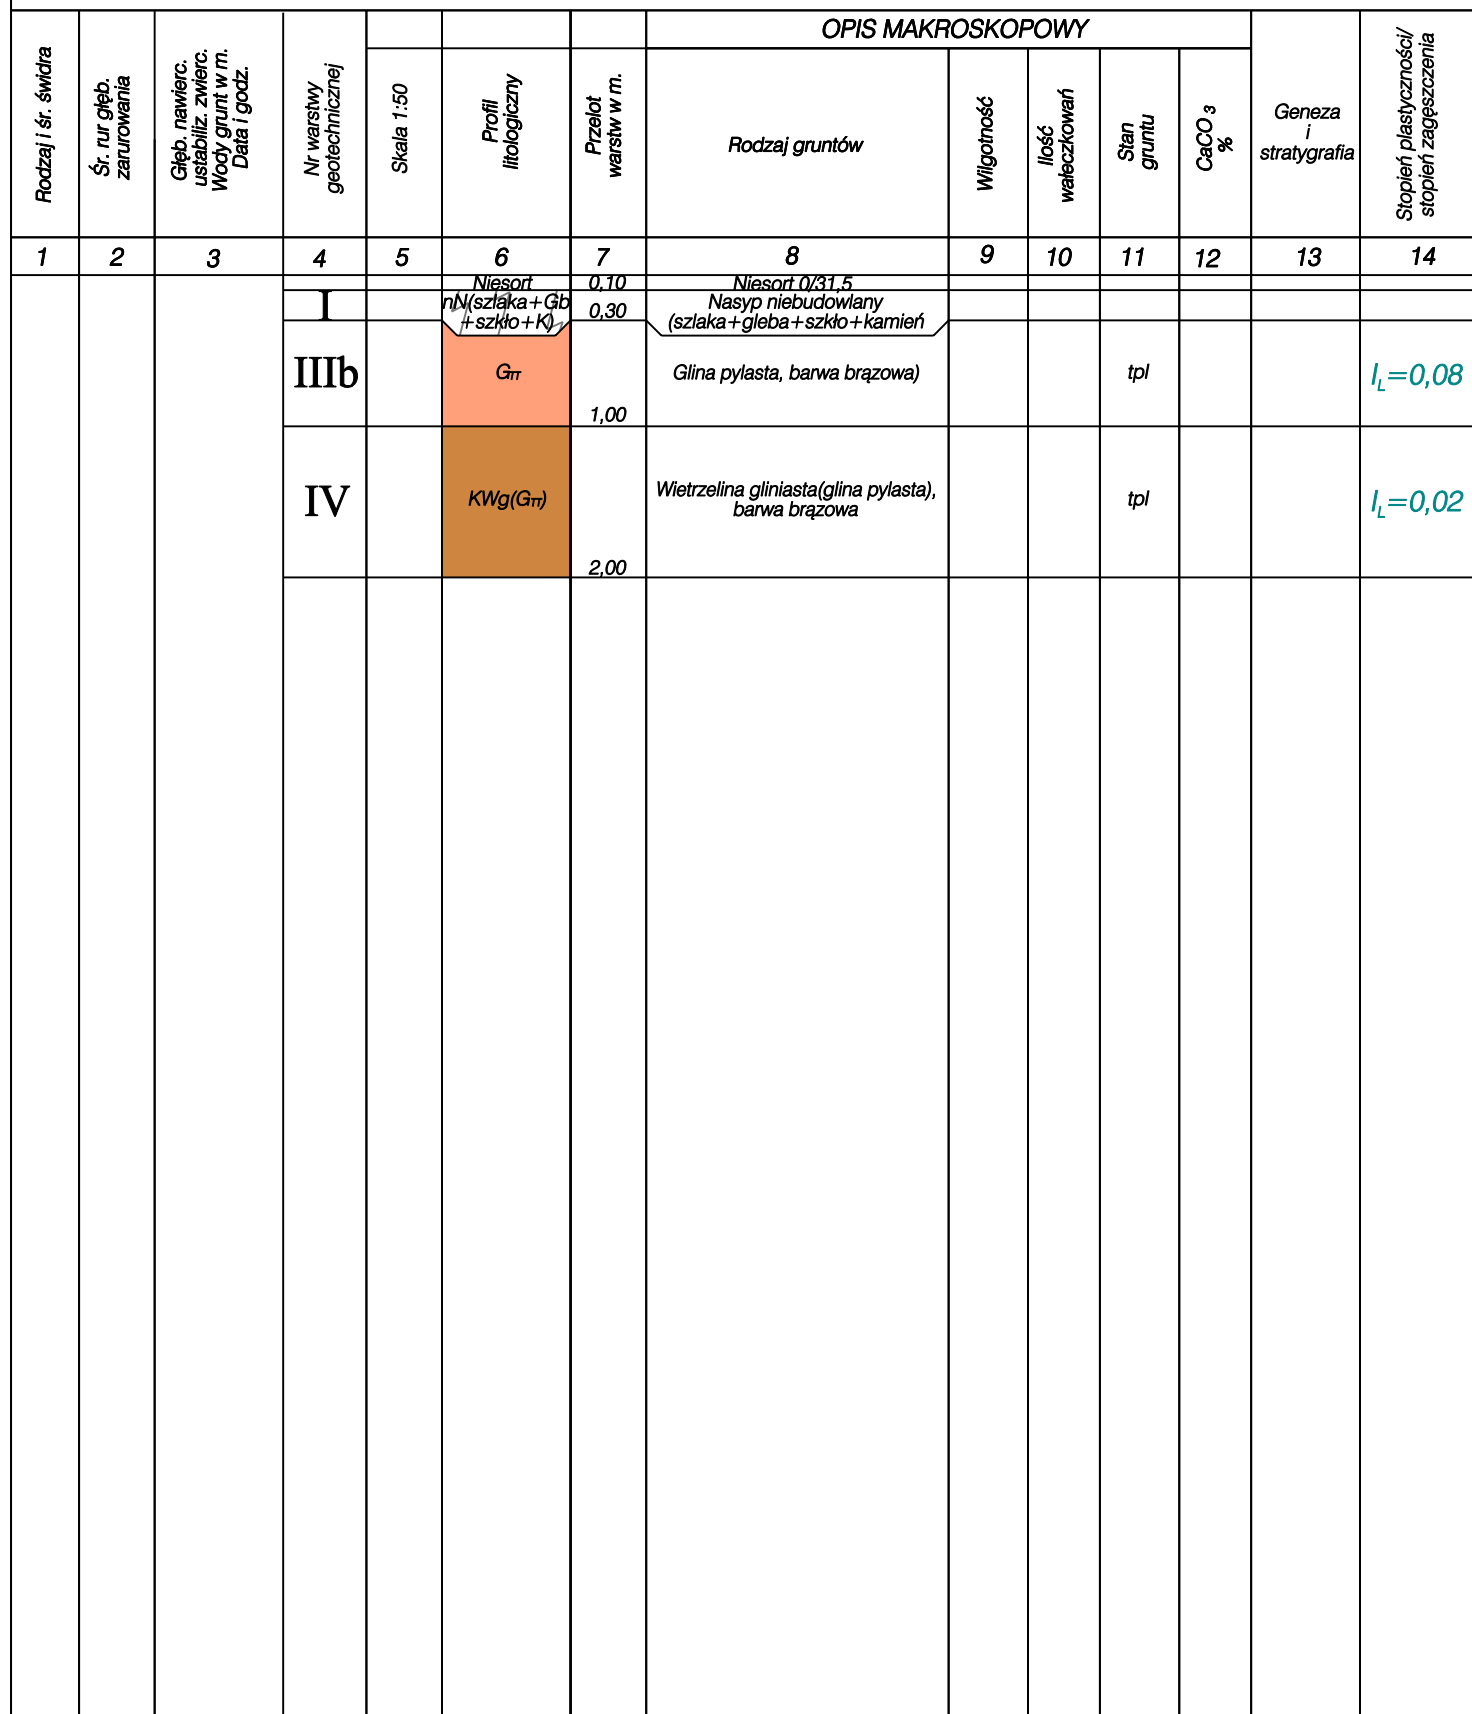 OPIS MAKROSKOPOWY
Rodzaj i śr. świdra
Śr. rur głęb.
zarurowania
Głęb. nawierc.
ustabiliz. zwierc.
Wody grunt w m.
Data i godz.
Nr warstwy
geotechnicznej
Skala 1:50
Profil
litologiczny
Przelot
warstw w m.
Rodzaj gruntów
Wilgotność
Ilość
wałeczkowań
Stan
gruntu
CaCO3
%
Geneza
i
stratygrafia
Stopień plastyczności/
stopień zagęszczenia
1 2 3 4 5 6 7 8 9 10 11 12 13 14
Niesort 0,10 Niesort 0/31,5
I nN(szlaka+Gb 0,30 Nasyp niebudowlany
+szkło+K) (szlaka+gleba+szkło+kamień
IIIb Gπ Glina pylasta, barwa brązowa) tpl IL=0,08
1,00
IV KWg(Gπ) Wietrzelina gliniasta(glina pylasta), tpl IL=0,02
barwa brązowa
2,00